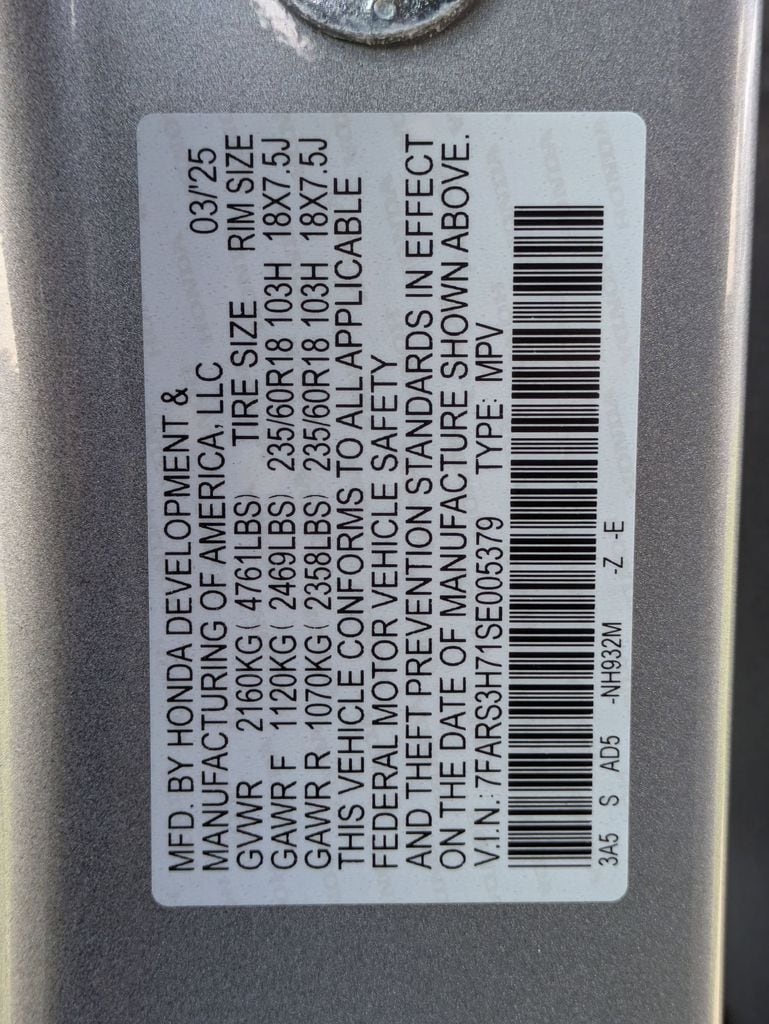 MFD. BY HONDA DEVELOPMENT &
MANUFACTURING OF AMERICA, LLC 03/'25
GVWR 2160KG( 4761LBS) TIRE SIZE RIM SIZE
GAWR F 1120KG( 2469LBS) 235/60R18 103H 18X7.5J
GAWR R 1070KG( 2358LBS) 235/60R18 103H 18X7.5J
THIS VEHICLE CONFORMS TO ALL APPLICABLE
FEDERAL MOTOR VEHICLE SAFETY
AND THEFT PREVENTION STANDARDS IN EFFECT
ON THE DATE OF MANUFACTURE SHOWN ABOVE.
V.I.N.: 7FARS3H71SE005379 TYPE: MPV
3A5 S AD5 -NH932M -Z -E